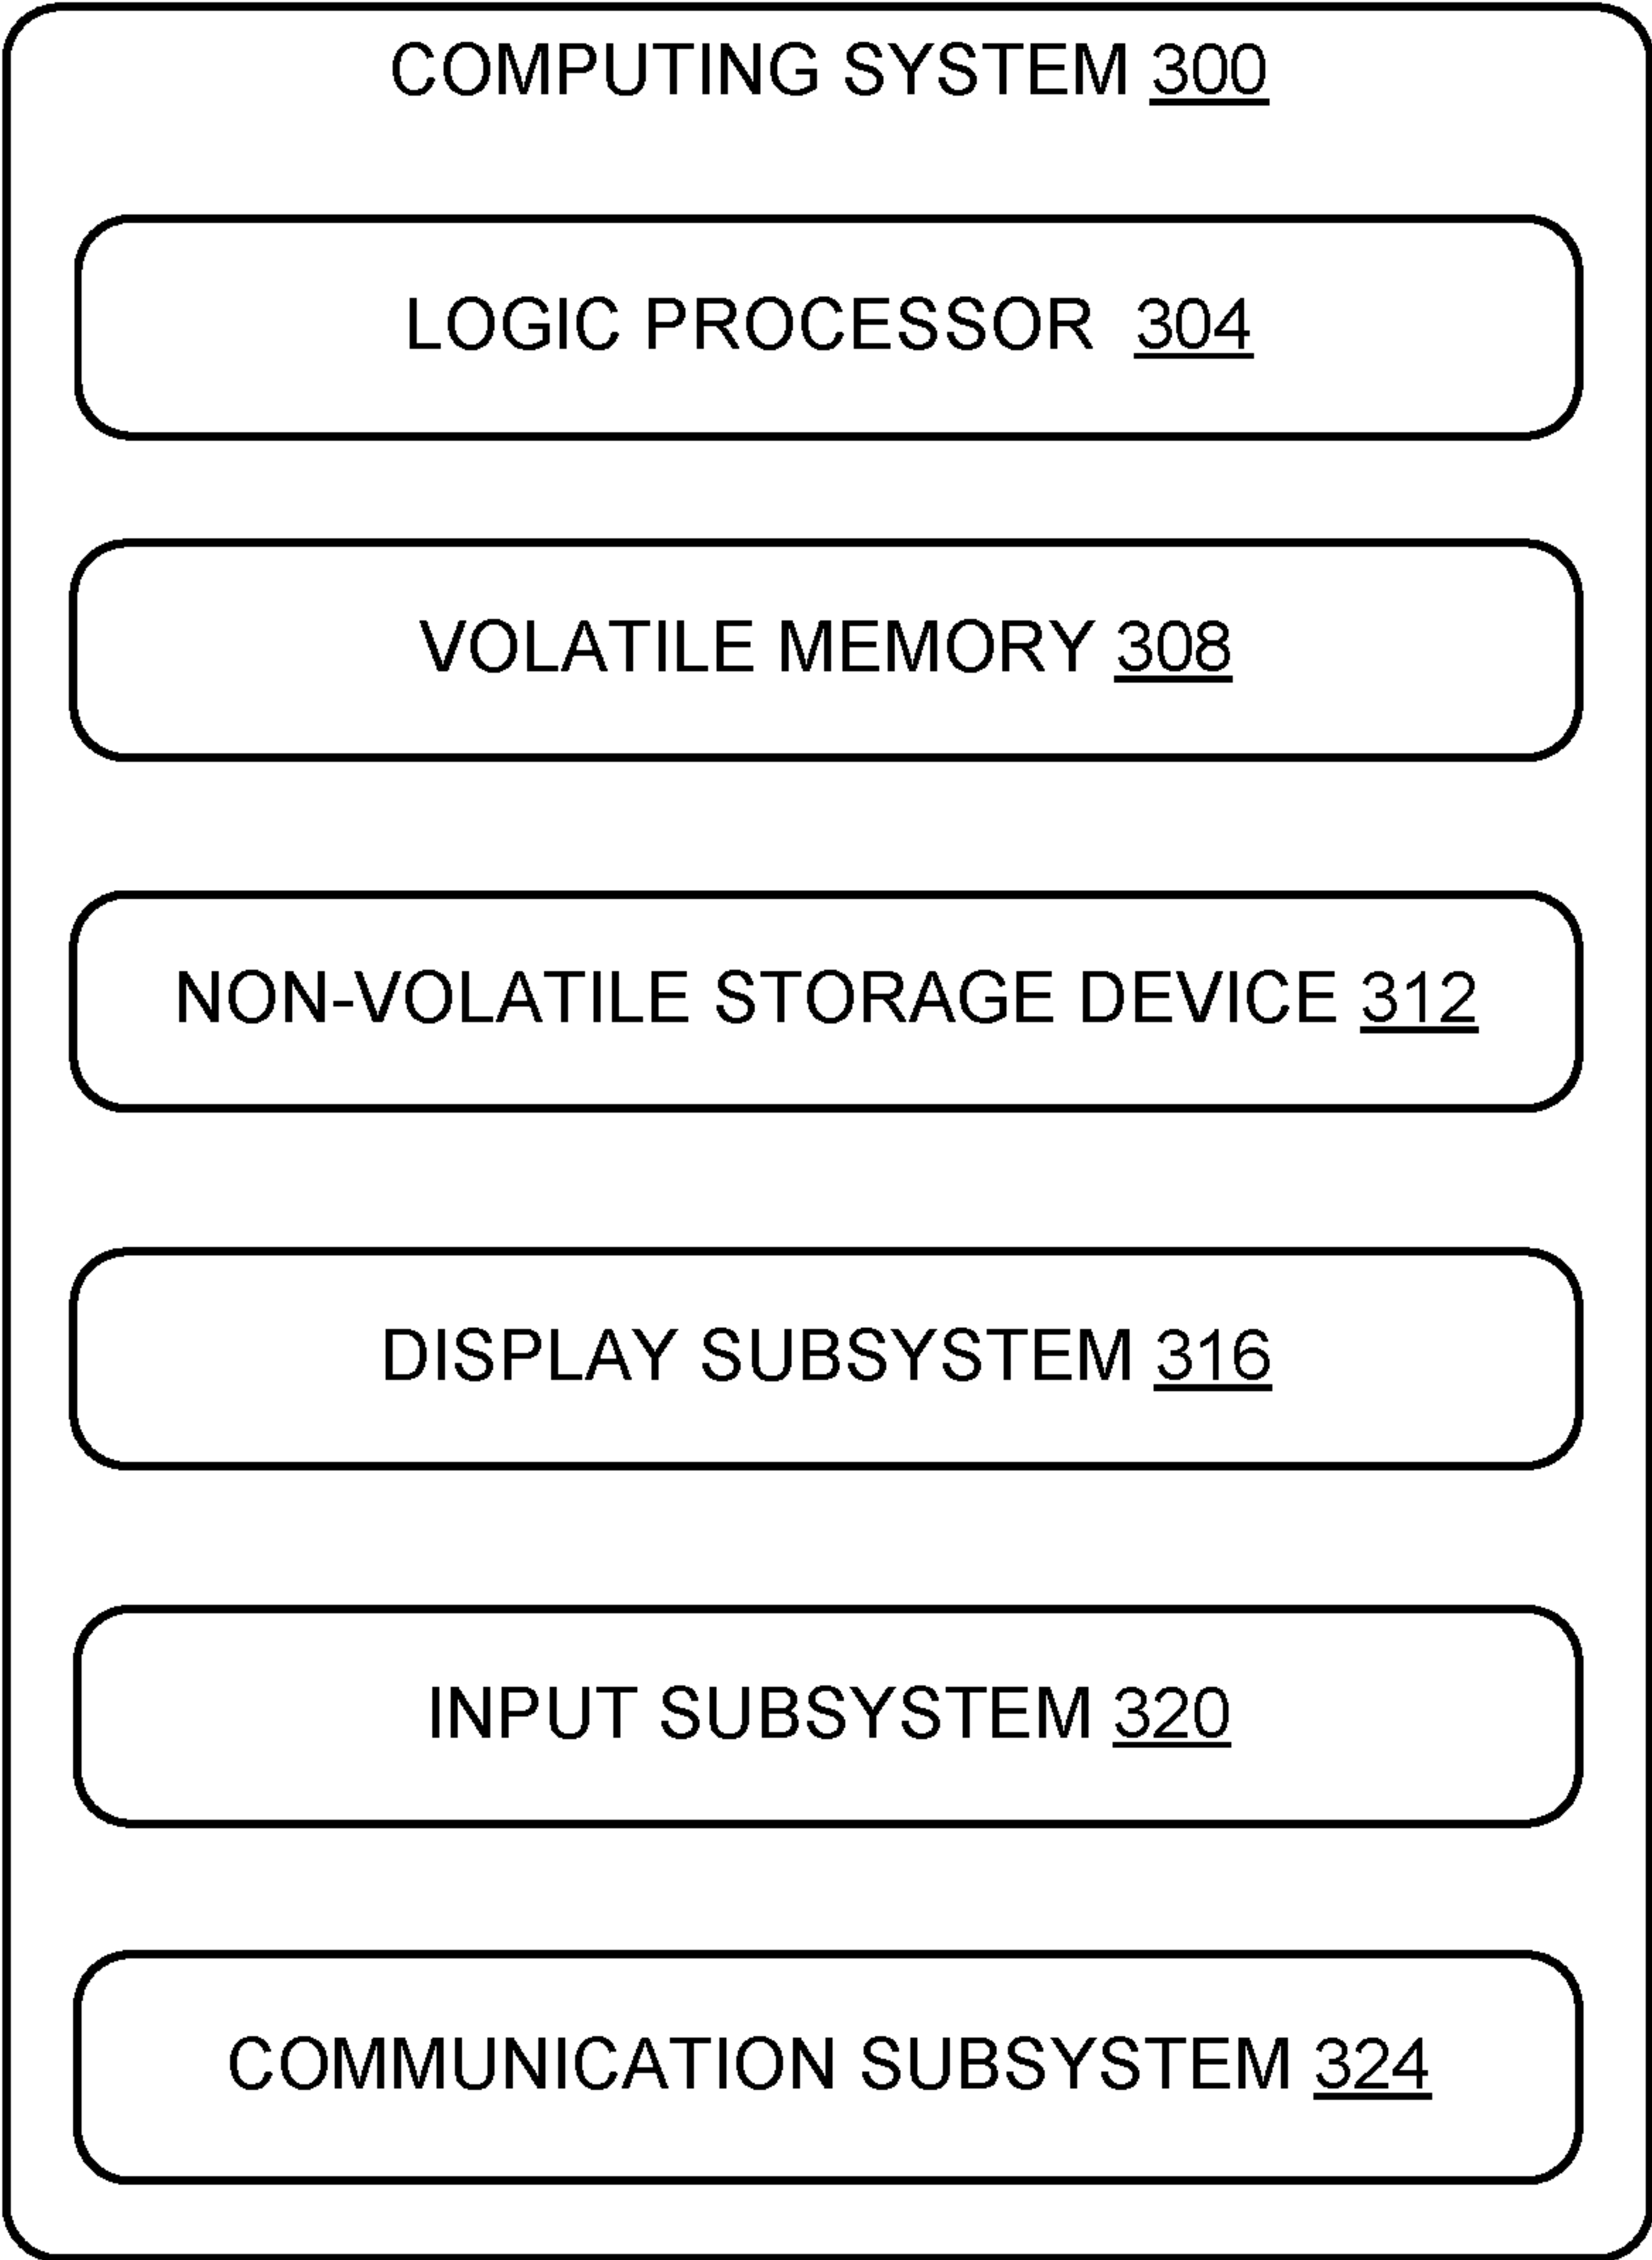 COMPUTING SYSTEM 300
LOGIC PROCESSOR 304
VOLATILE MEMORY 308
NON-VOLATILE STORAGE DEVICE 312
DISPLAY SUBSYSTEM 316
INPUT SUBSYSTEM 320
COMMUNICATION SUBSYSTEM 324